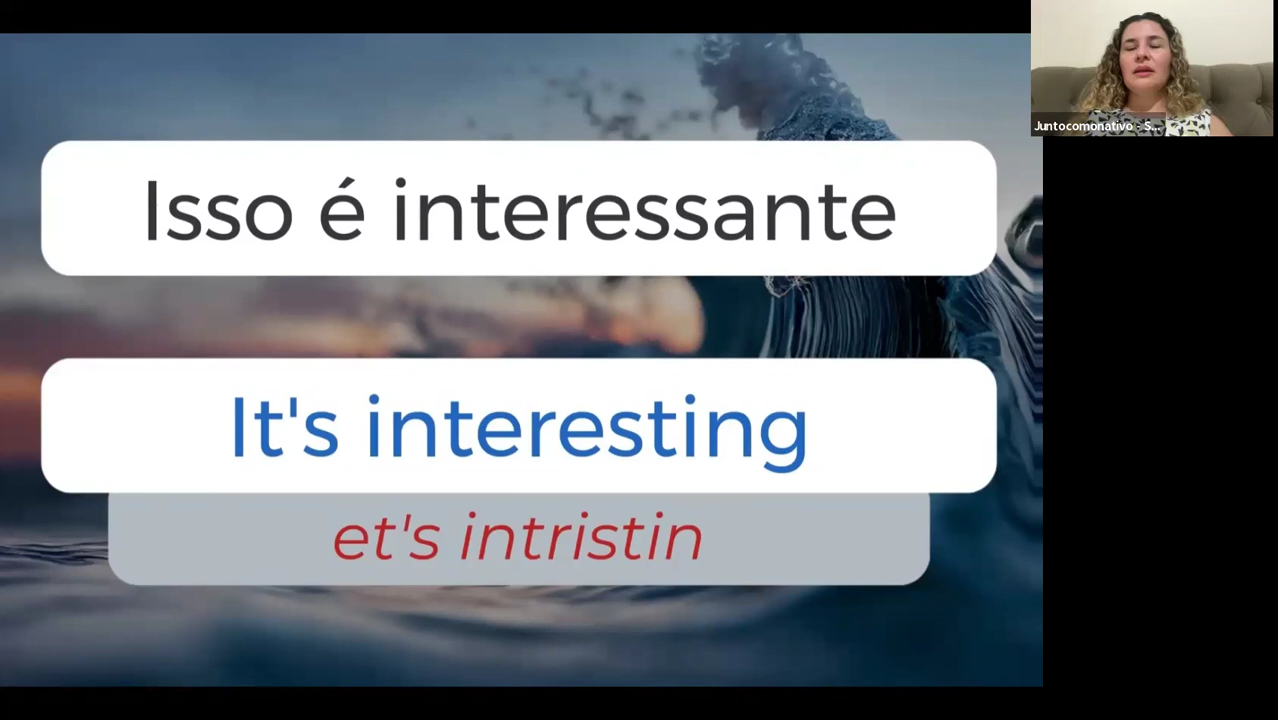 Isso é interessante
It's interesting
et's intristin
Juntocomonativo - S...